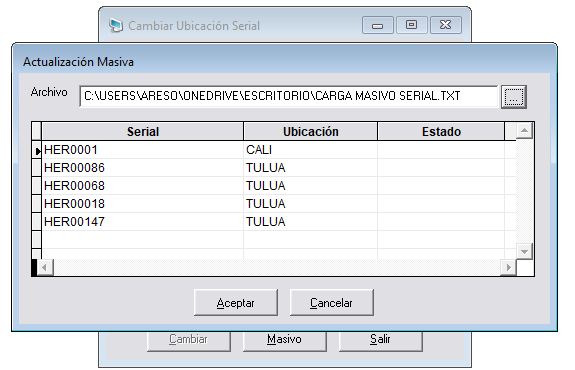 Cambiar Ubicación Serial
Actualización Masiva
Archivo C:\USERS\ARESO\ONEDRIVE\ESCRITORIO\CARGA MASIVO SERIAL.TXT ...
Serial Ubicación Estado
HER0001 CALI
HER00086 TULUA
HER00068 TULUA
HER00018 TULUA
HER00147 TULUA
Aceptar Cancelar
Cambiar Masivo Salir